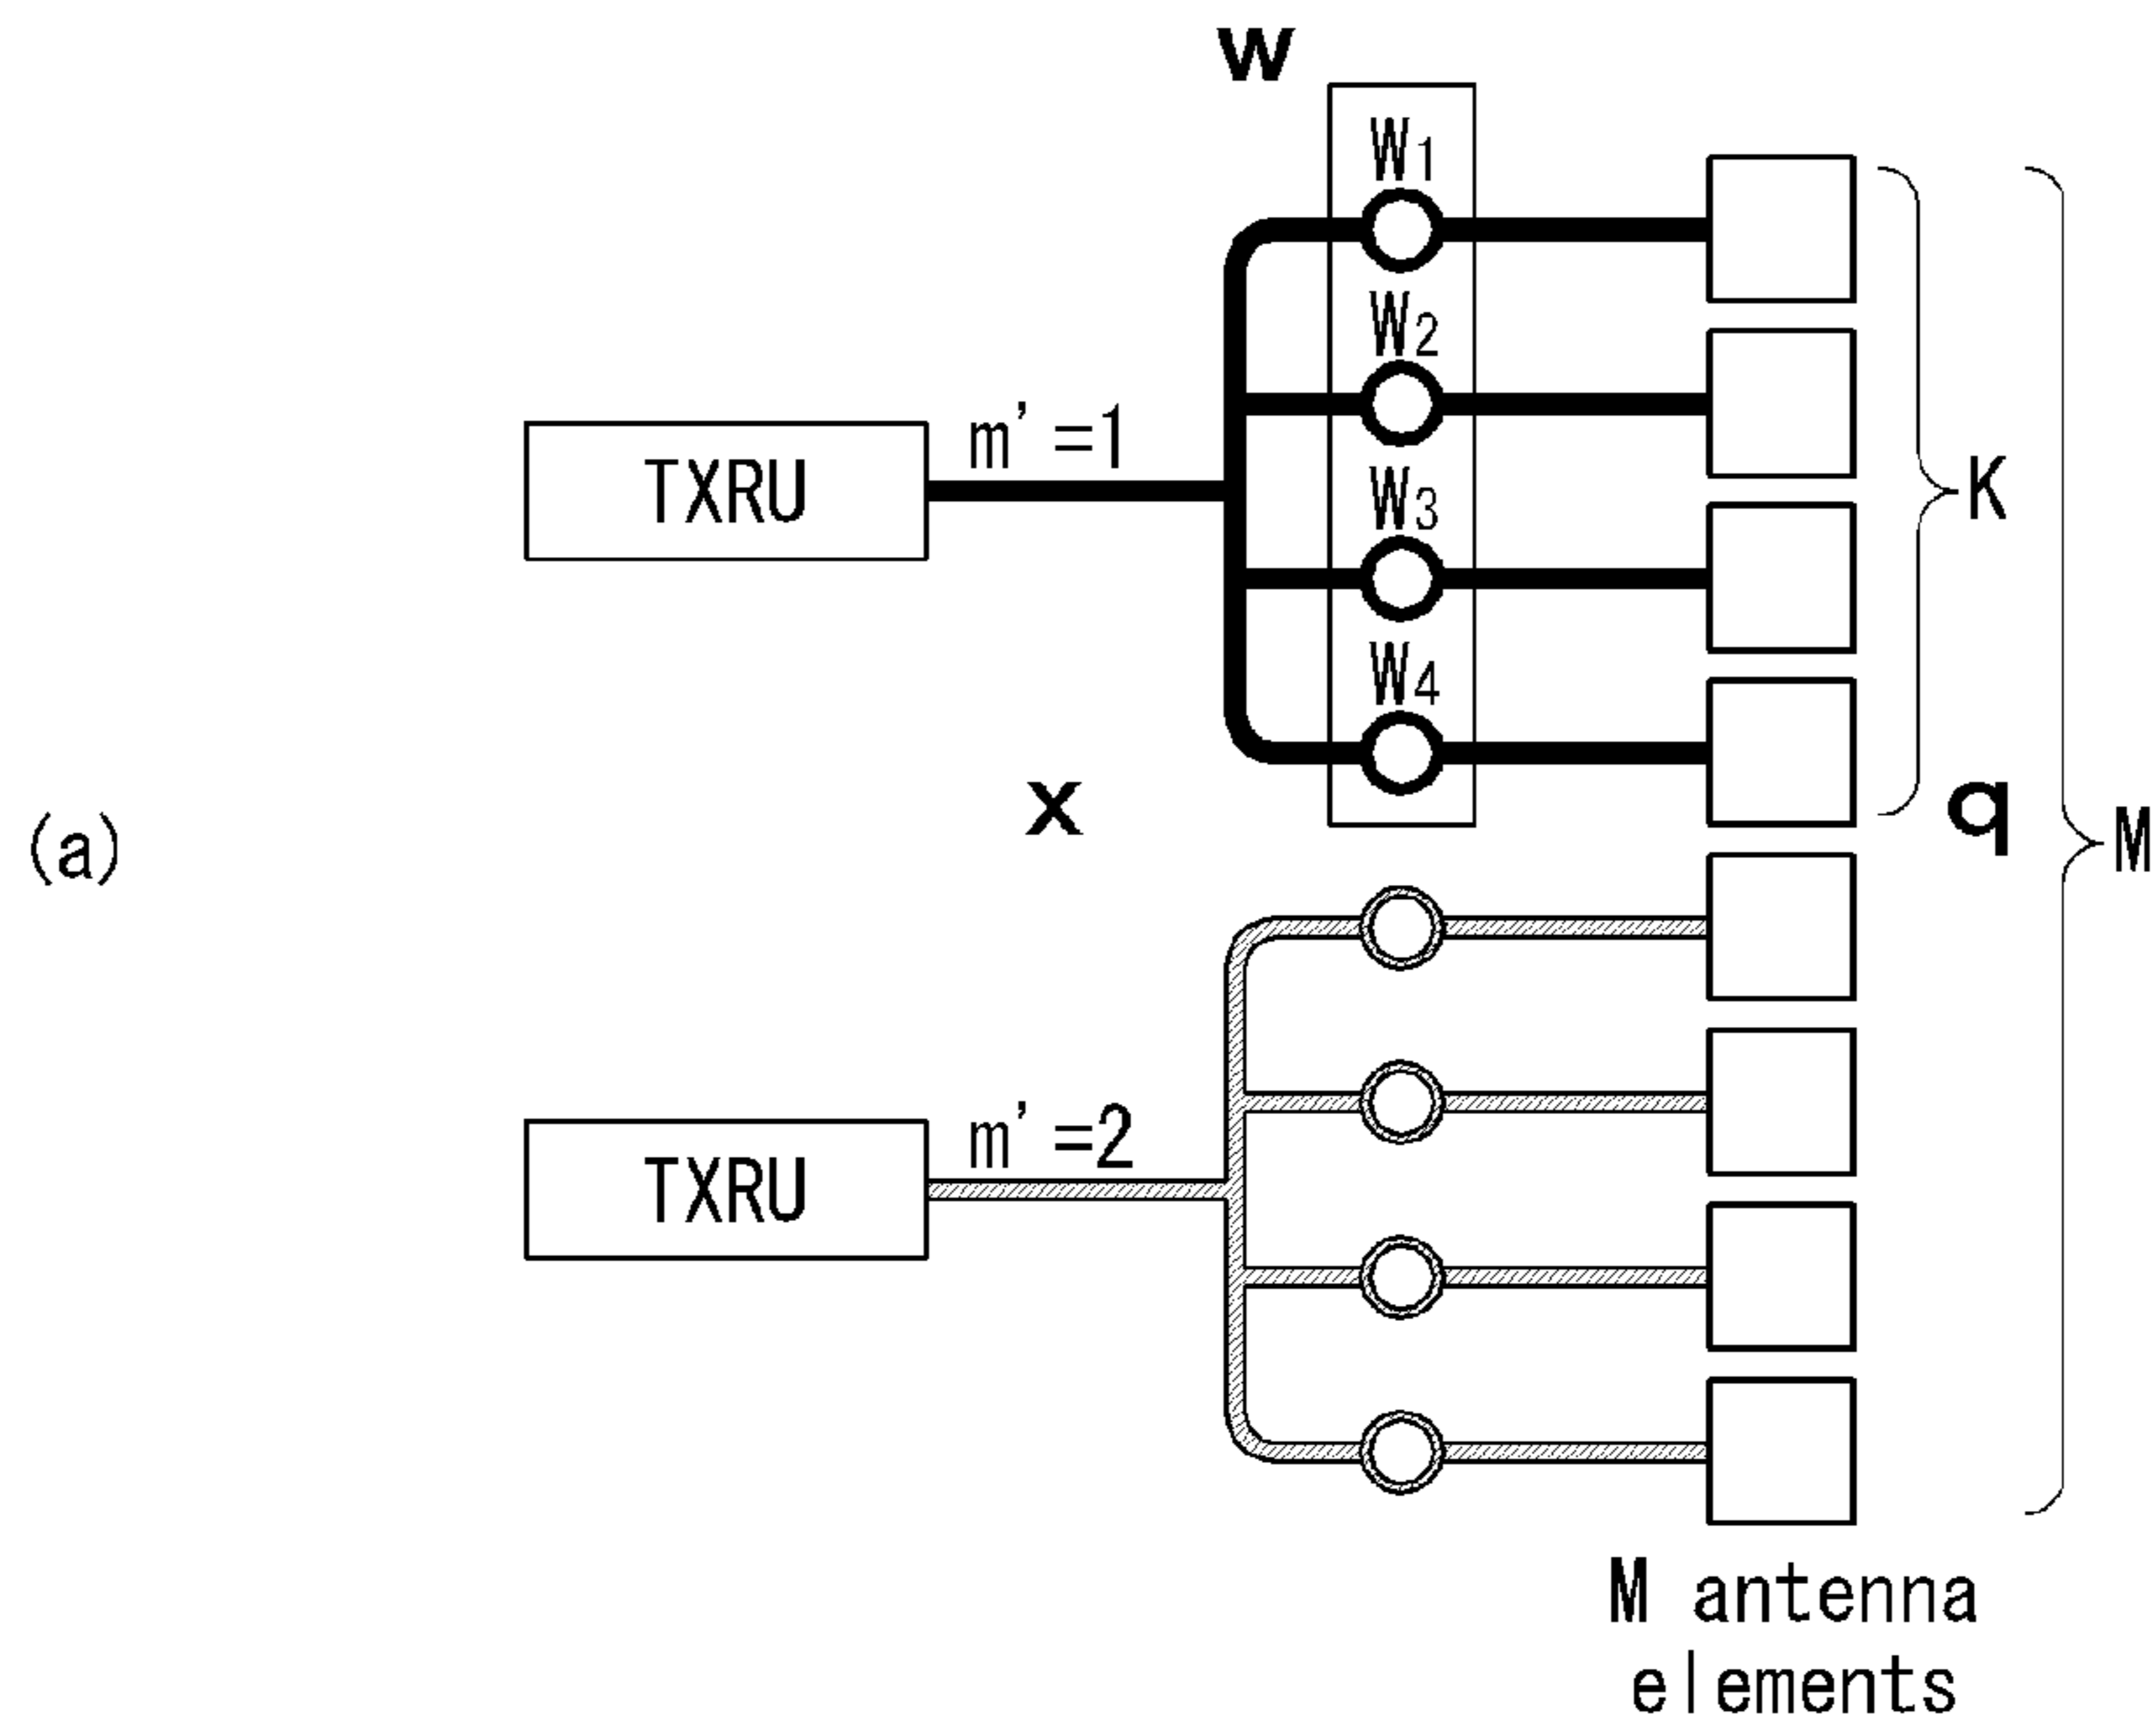 w
W1
W2
TXRU
m'=1
W3
K
W4
x
q
(a)
M
TXRU
m'=2
M antenna
elements